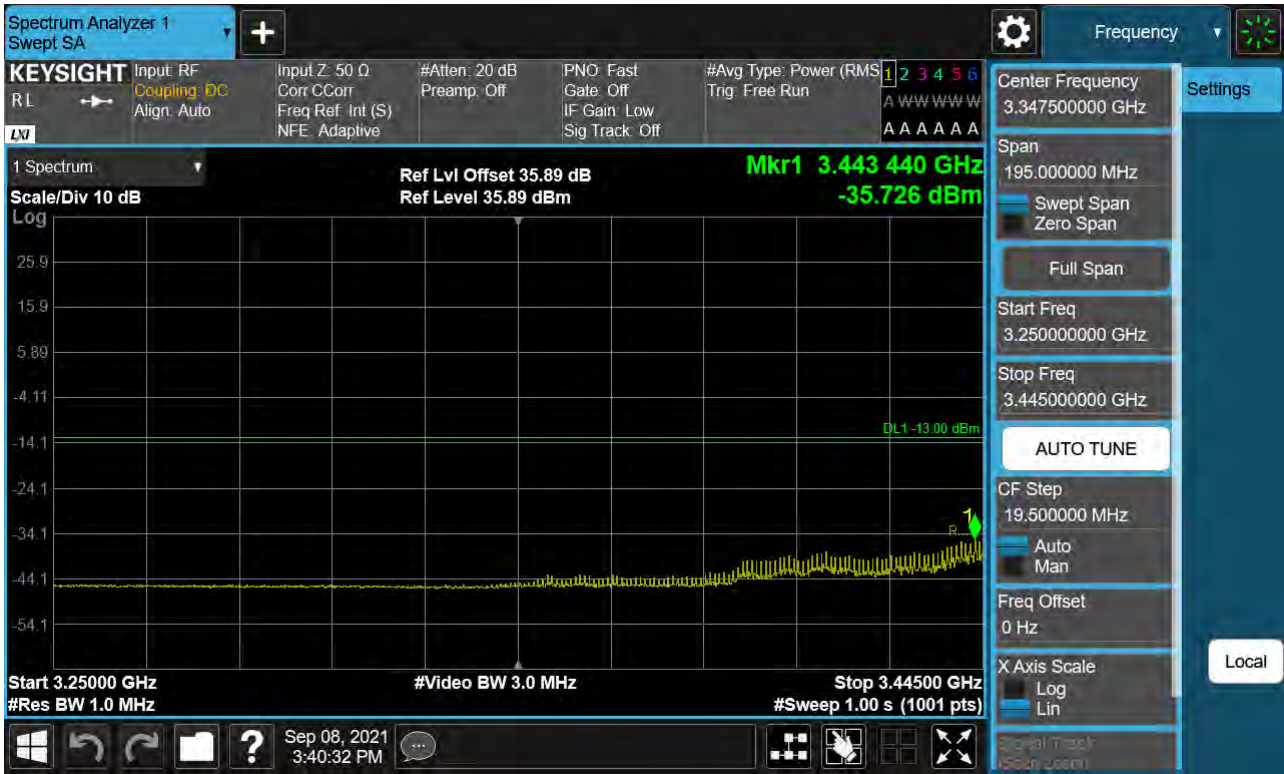 Spectrum Analyzer 1
Swept SA
+
Frequency
KEYSIGHT
RL
LXI
Input: RF
Coupling: DC
Align: Auto
Input Z: 50 Ω
Corr CCorr
Freq Ref: Int (S)
NFE: Adaptive
#Atten: 20 dB
Preamp: Off
PNO: Fast
Gate: Off
IF Gain: Low
Sig Track: Off
#Avg Type: Power (RMS
Trig: Free Run
1 2 3 4 5 6
A W W W W W
A A A A A A
1 Spectrum
Scale/Div 10 dB
Log
Ref Lvl Offset 35.89 dB
Ref Level 35.89 dBm
Mkr1 3.443 440 GHz
-35.726 dBm
25.9
15.9
5.89
-4.11
-14.1
-24.1
-34.1
-44.1
-54.1
DL1 -13.00 dBm
1
R
Start 3.25000 GHz
#Res BW 1.0 MHz
#Video BW 3.0 MHz
Stop 3.44500 GHz
#Sweep 1.00 s (1001 pts)
Center Frequency
3.347500000 GHz
Span
195.000000 MHz
Swept Span
Zero Span
Full Span
Start Freq
3.250000000 GHz
Stop Freq
3.445000000 GHz
AUTO TUNE
CF Step
19.500000 MHz
Auto
Man
Freq Offset
0 Hz
X Axis Scale
Log
Lin
Signal Track
(Span Zoom)
Settings
Local
?
Sep 08, 2021
3:40:32 PM